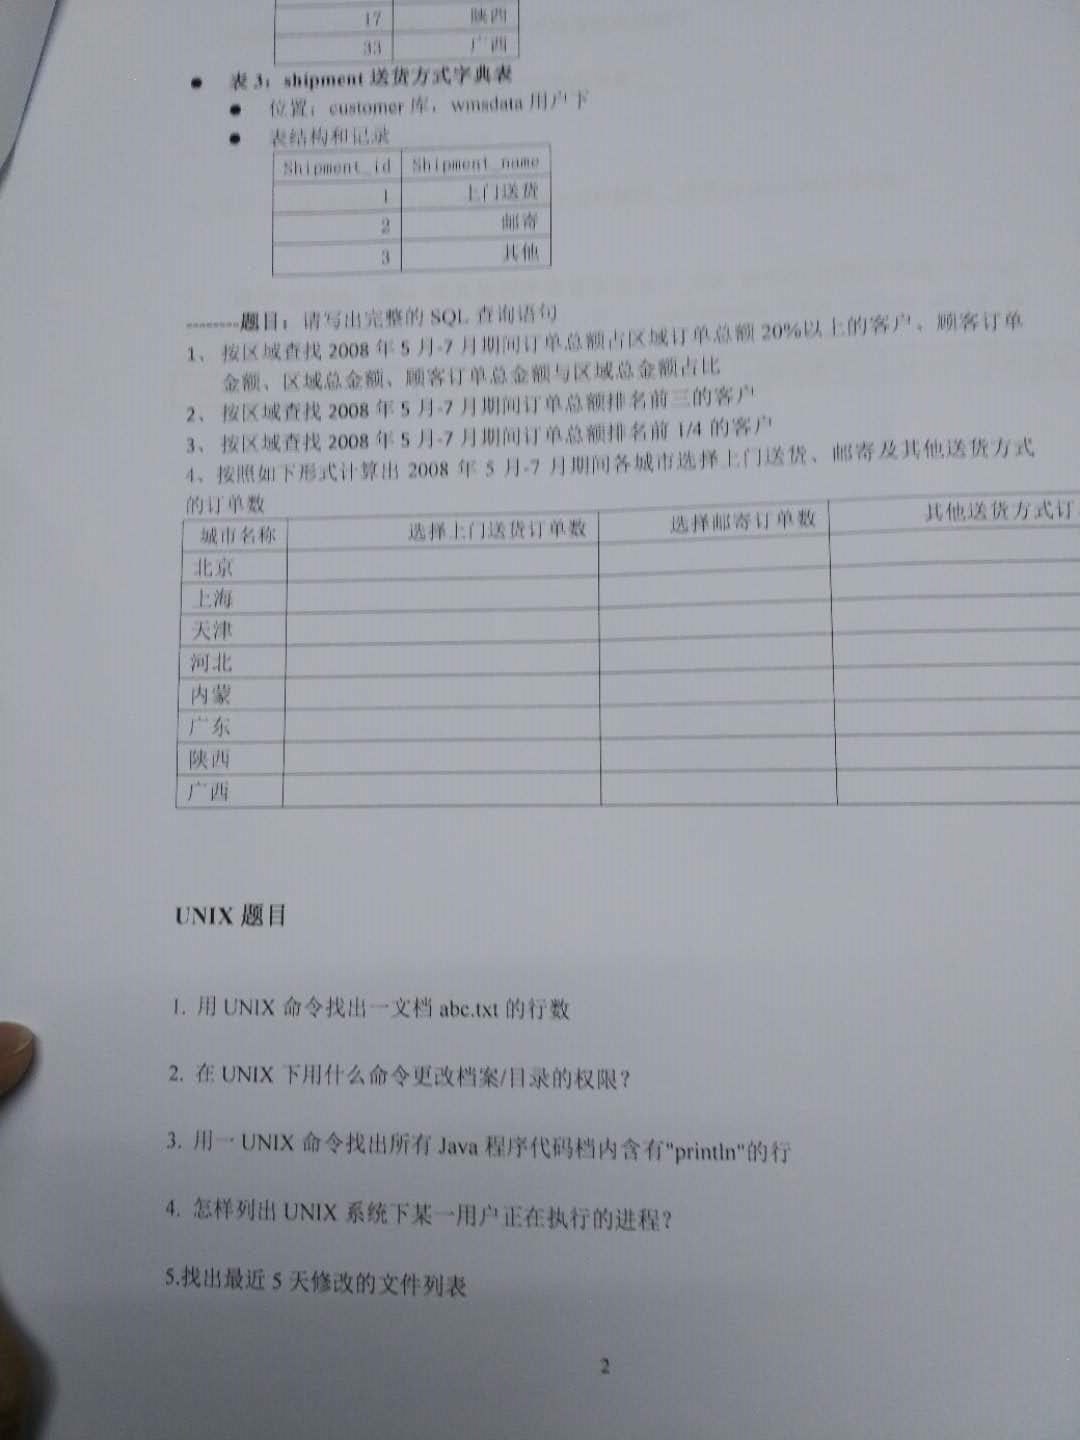 17 陕西
33 广西
● 表 3：shipment 送货方式字典表
● 位置：customer 库，wmsdata 用户下
● 表结构和记录
Shipment_id Shipment_name
1 上门送货
2 邮寄
3 其他
--------题目：请写出完整的 SQL 查询语句
1、 按区域查找 2008 年 5 月-7 月期间订单总额占区域订单总额 20%以上的客户、顾客订单
金额、区域总金额、顾客订单总金额与区域总金额占比
2、 按区域查找 2008 年 5 月-7 月期间订单总额排名前三的客户
3、 按区域查找 2008 年 5 月-7 月期间订单总额排名前 1/4 的客户
4、按照如下形式计算出 2008 年 5 月-7 月期间各城市选择上门送货、邮寄及其他送货方式
的订单数
城市名称 选择上门送货订单数 选择邮寄订单数 其他送货方式订
北京
上海
天津
河北
内蒙
广东
陕西
广西
UNIX 题目
1. 用 UNIX 命令找出一文档 abc.txt 的行数
2. 在 UNIX 下用什么命令更改档案/目录的权限？
3. 用一 UNIX 命令找出所有 Java 程序代码档内含有"println"的行
4. 怎样列出 UNIX 系统下某一用户正在执行的进程？
5.找出最近 5 天修改的文件列表
2